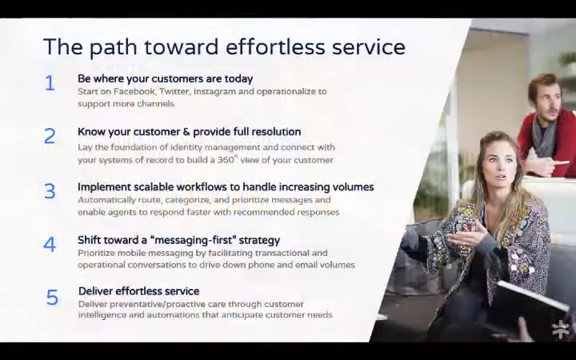 The path toward effortless service
1
Be where your customers are today
Start on Facebook, Twitter, Instagram and operationalize to
support more channels
2
Know your customer & provide full resolution
Lay the foundation of identity management and connect with
your systems of record to build a 360° view of your customer
3
Implement scalable workflows to handle increasing volumes
Automatically route, categorize, and prioritize messages and
enable agents to respond faster with recommended responses
4
Shift toward a "messaging-first" strategy
Prioritize mobile messaging by facilitating transactional and
operational conversations to drive down phone and email volumes
5
Deliver effortless service
Deliver preventative/proactive care through customer
intelligence and automations that anticipate customer needs